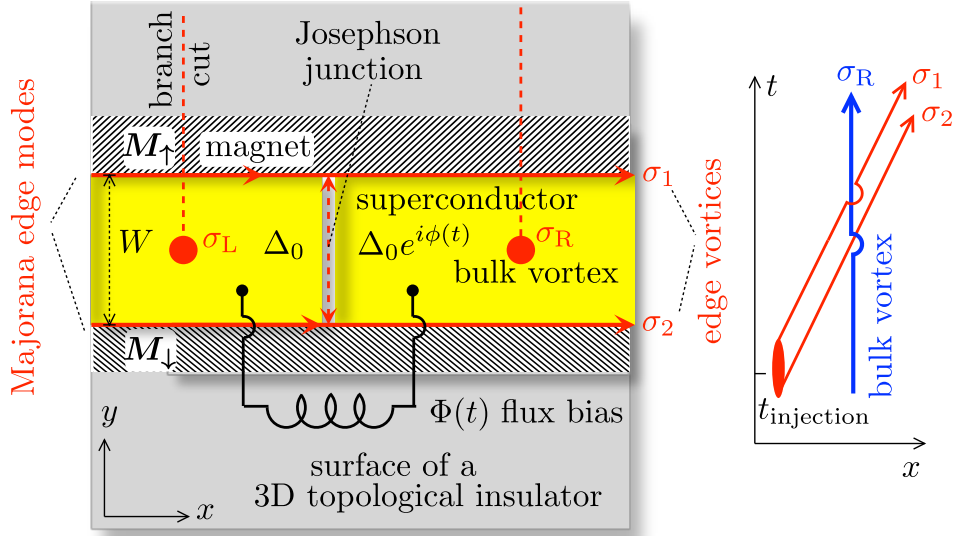 Majorana edge modes
branch
cut
Josephson
junction
M↑
magnet
σ₁
superconductor
W
σL
Δ₀
Δ₀e^{iϕ(t)}
σR
bulk vortex
σ₂
M↓
edge vortices
Φ(t) flux bias
surface of a
3D topological insulator
y
x
t
σR
σ₁
σ₂
bulk vortex
t_injection
x